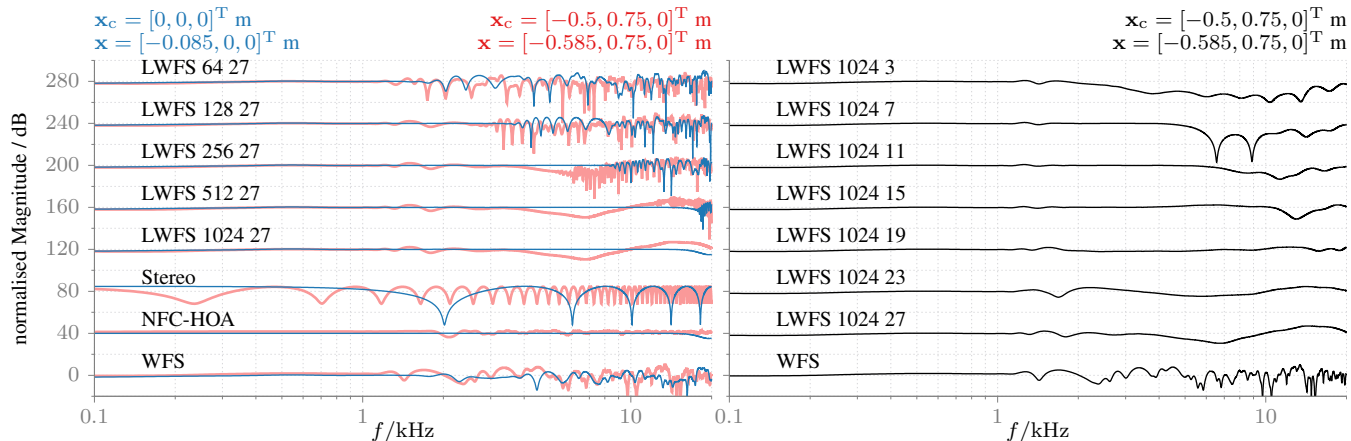 x_c = [0, 0, 0]^T m
x = [−0.085, 0, 0]^T m
x_c = [−0.5, 0.75, 0]^T m
x = [−0.585, 0.75, 0]^T m
normalised Magnitude / dB
280
240
200
160
120
80
40
0
LWFS 64 27
LWFS 128 27
LWFS 256 27
LWFS 512 27
LWFS 1024 27
Stereo
NFC-HOA
WFS
0.1
1
10
f/kHz
x_c = [−0.5, 0.75, 0]^T m
x = [−0.585, 0.75, 0]^T m
LWFS 1024 3
LWFS 1024 7
LWFS 1024 11
LWFS 1024 15
LWFS 1024 19
LWFS 1024 23
LWFS 1024 27
WFS
0.1
1
10
f/kHz